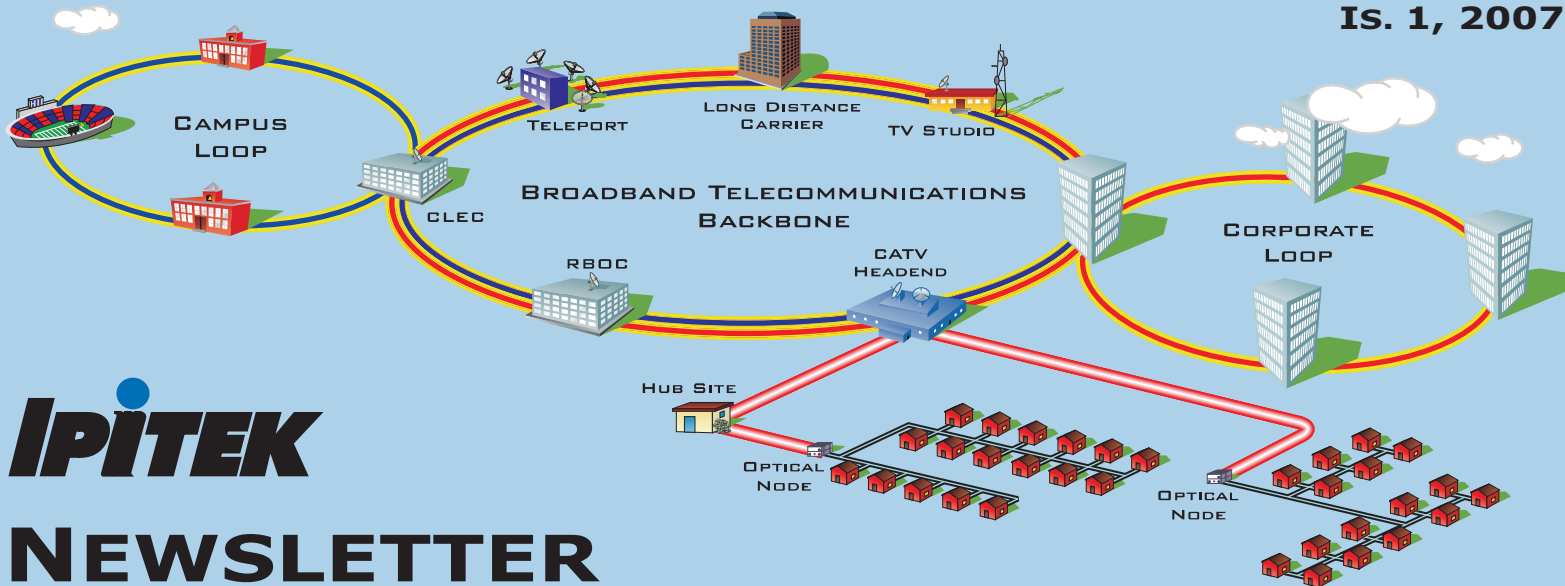 Is. 1, 2007
Campus
Loop
Teleport
Long Distance
Carrier
TV Studio
CLEC
Broadband Telecommunications
Backbone
RBOC
CATV
Headend
Corporate
Loop
Hub Site
Optical
Node
Optical
Node
IPITEK
Newsletter